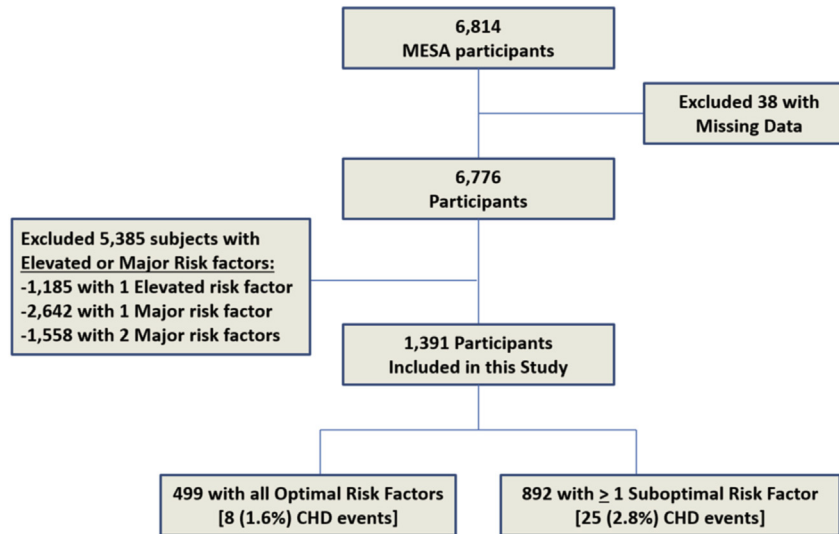 6,814
MESA participants
Excluded 38 with
Missing Data
6,776
Participants
Excluded 5,385 subjects with
Elevated or Major Risk factors:
-1,185 with 1 Elevated risk factor
-2,642 with 1 Major risk factor
-1,558 with 2 Major risk factors
1,391 Participants
Included in this Study
499 with all Optimal Risk Factors
[8 (1.6%) CHD events]
892 with ≥ 1 Suboptimal Risk Factor
[25 (2.8%) CHD events]